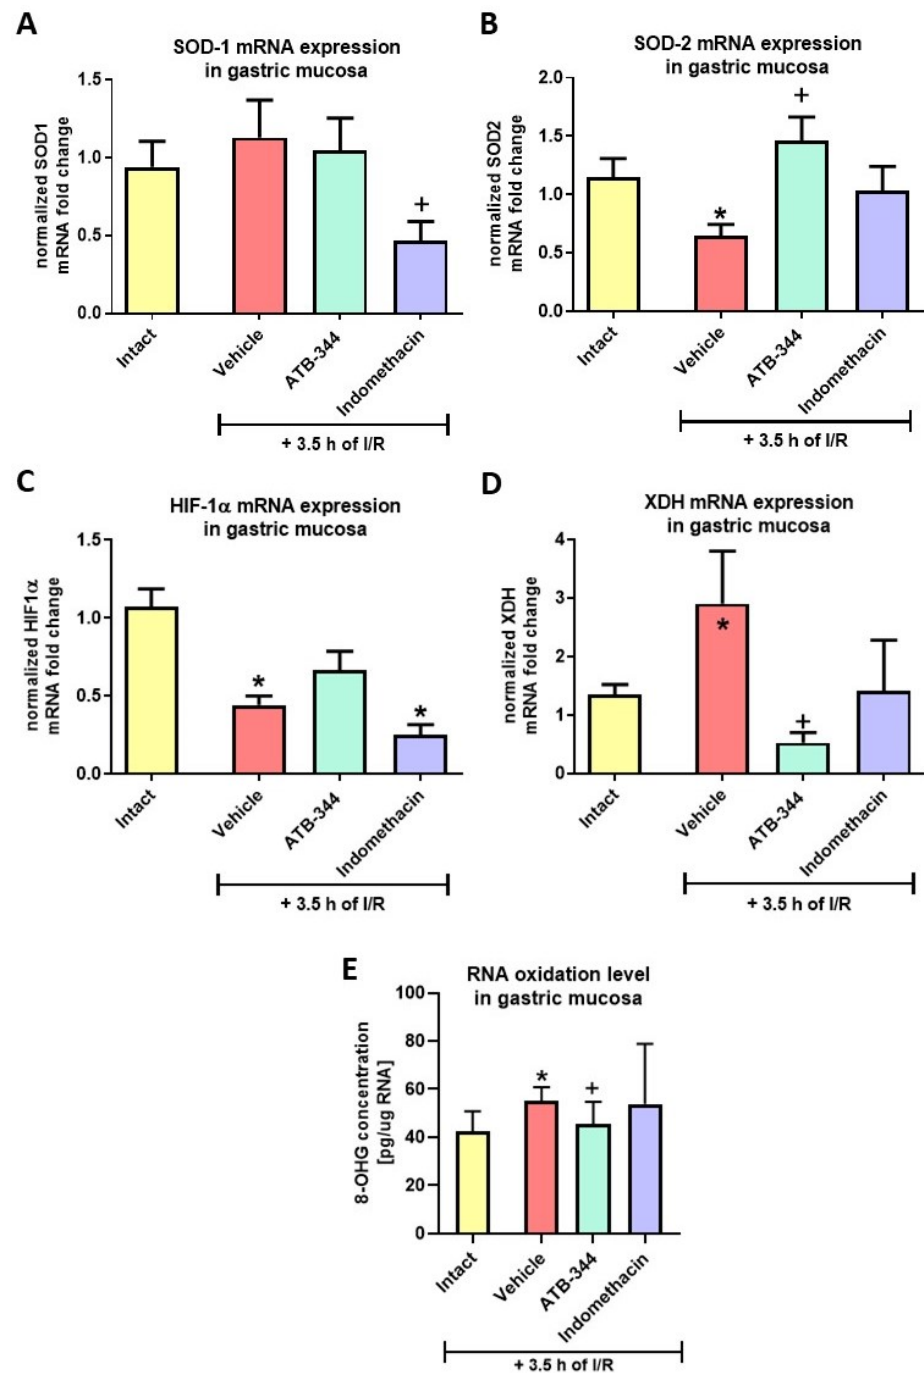 A
SOD-1 mRNA expression
in gastric mucosa
normalized SOD1
mRNA fold change
1.5
1.0
0.5
0.0
+
Intact
Vehicle
ATB-344
Indomethacin
+ 3.5 h of I/R
B
SOD-2 mRNA expression
in gastric mucosa
normalized SOD2
mRNA fold change
2.0
1.5
1.0
0.5
0.0
*
+
Intact
Vehicle
ATB-344
Indomethacin
+ 3.5 h of I/R
C
HIF-1α mRNA expression
in gastric mucosa
normalized HIF1α
mRNA fold change
1.5
1.0
0.5
0.0
*
*
Intact
Vehicle
ATB-344
Indomethacin
+ 3.5 h of I/R
D
XDH mRNA expression
in gastric mucosa
normalized XDH
mRNA fold change
4
3
2
1
0
*
+
Intact
Vehicle
ATB-344
Indomethacin
+ 3.5 h of I/R
E
RNA oxidation level
in gastric mucosa
8-OHG concentration
[pg/ug RNA]
100
80
60
40
20
0
*
+
Intact
Vehicle
ATB-344
Indomethacin
+ 3.5 h of I/R